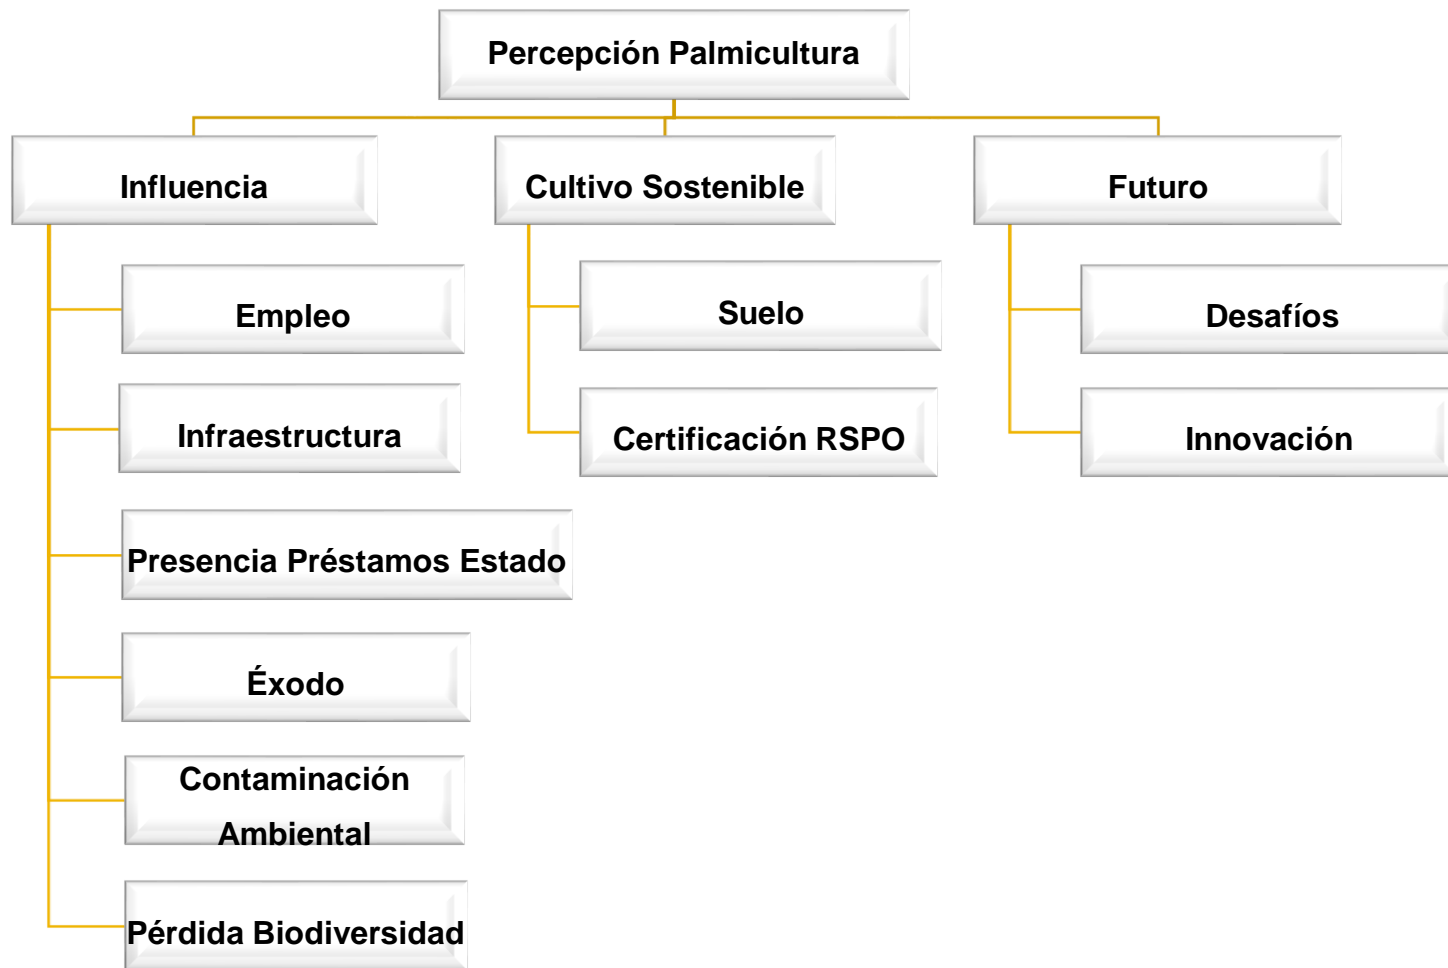 Percepción Palmicultura
Influencia
Cultivo Sostenible
Futuro
Empleo
Infraestructura
Presencia Préstamos Estado
Éxodo
Contaminación
Ambiental
Pérdida Biodiversidad
Suelo
Certificación RSPO
Desafíos
Innovación